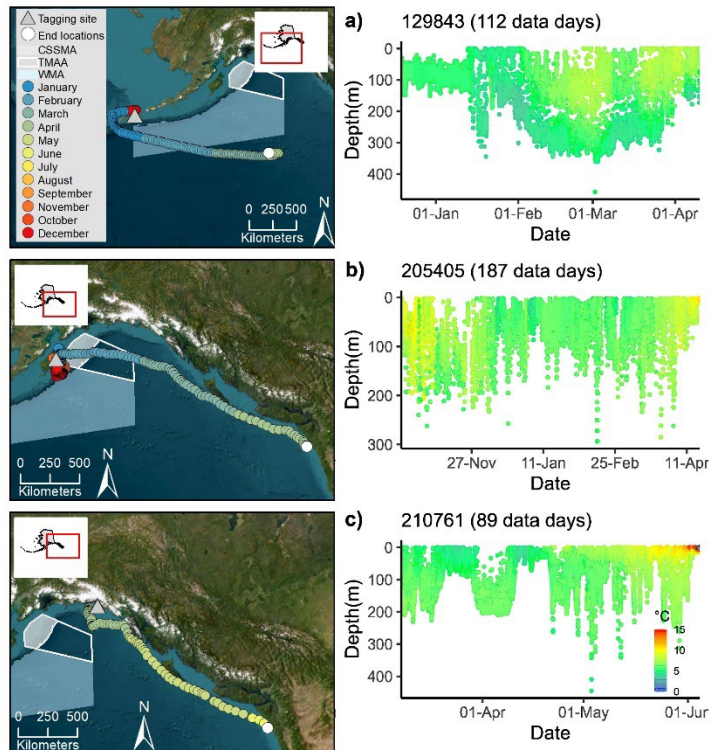 Tagging site
End locations
CSSMA
TMAA
WMA
January
February
March
April
May
June
July
August
September
November
October
December
0 250 500
Kilometers
N
a) 129843 (112 data days)
0
100
200
300
400
Depth(m)
01-Jan 01-Feb 01-Mar 01-Apr
Date
0 250 500
Kilometers
N
b) 205405 (187 data days)
0
100
200
300
Depth(m)
27-Nov 11-Jan 25-Feb 11-Apr
Date
0 250 500
Kilometers
N
c) 210761 (89 data days)
0
100
200
300
400
Depth(m)
°C
15
10
5
0
01-Apr 01-May 01-Jun
Date